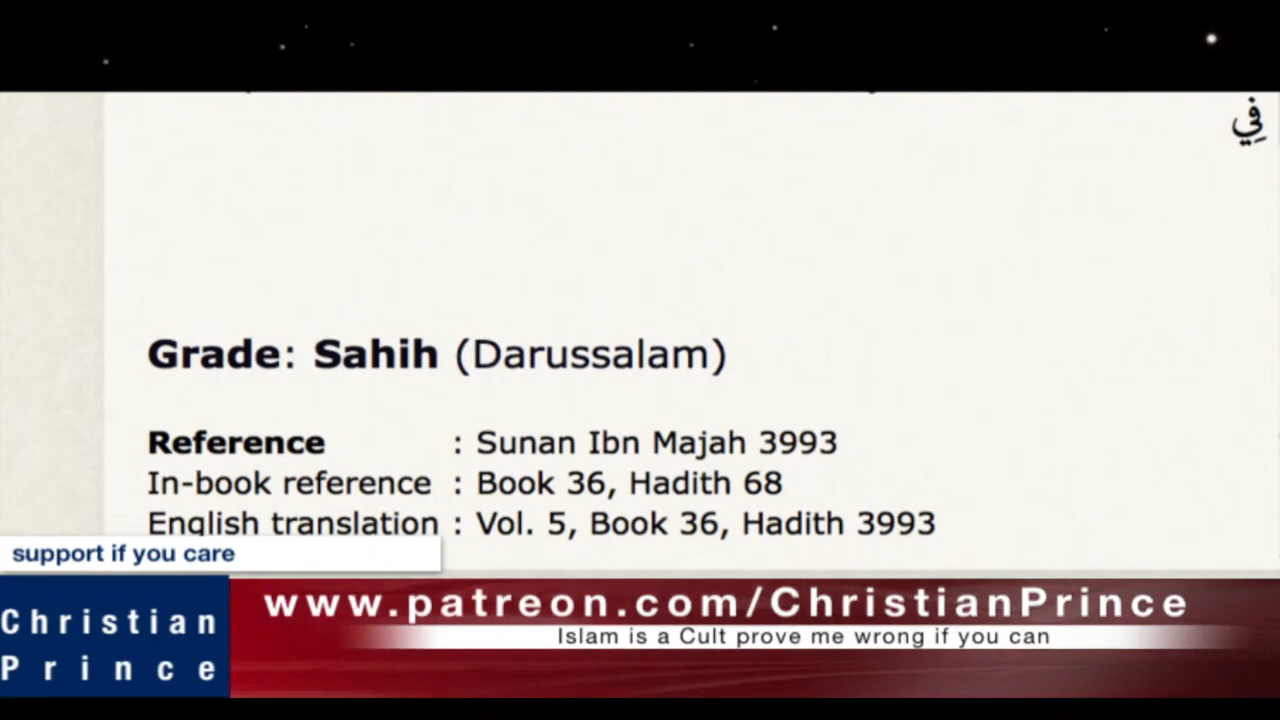 فِي
Grade: Sahih (Darussalam)
Reference : Sunan Ibn Majah 3993
In-book reference : Book 36, Hadith 68
English translation : Vol. 5, Book 36, Hadith 3993
support if you care
Christian
Prince
www.patreon.com/ChristianPrince
Islam is a Cult prove me wrong if you can